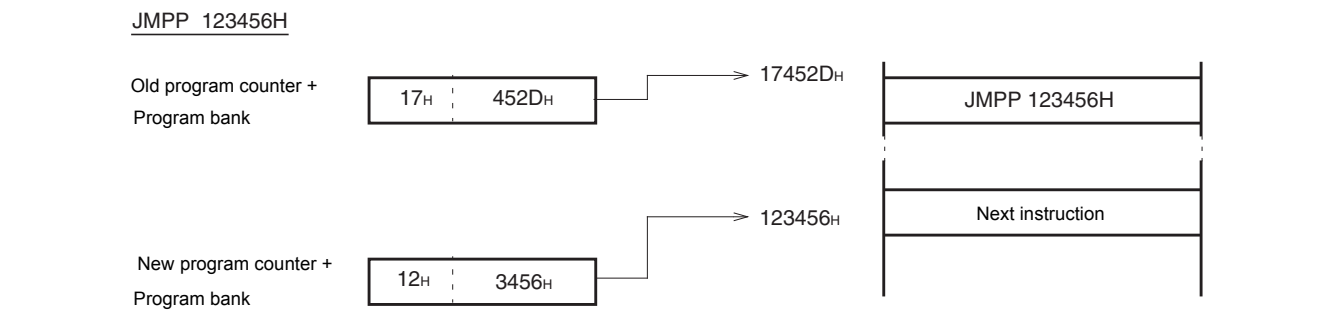 JMPP 123456H
Old program counter +
Program bank
17H
452DH
17452DH
JMPP 123456H
123456H
Next instruction
New program counter +
Program bank
12H
3456H